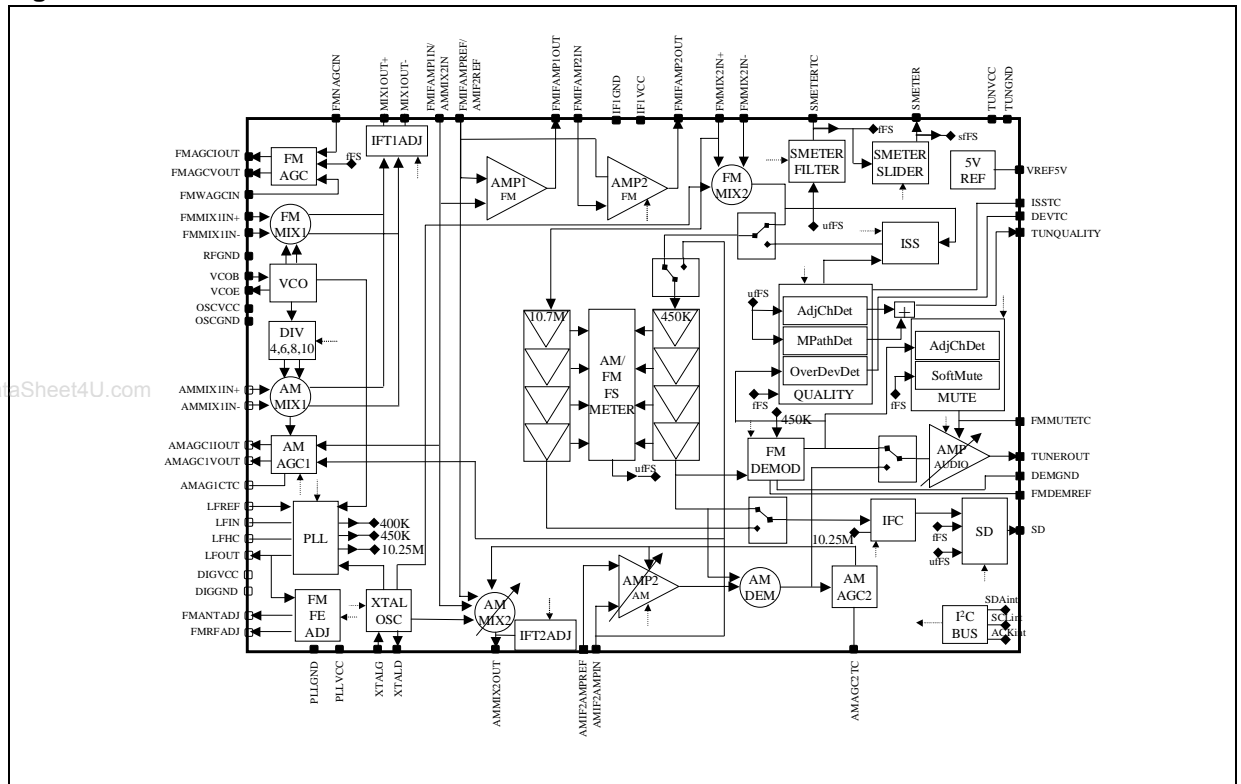 FMNAGCIN
MIX1OUT+
MIX1OUT-
FMIFAMP1IN/
AMMIX2IN
FMIFAMPREF/
AMIF2REF
FMIFAMP1OUT
FMIFAMP2IN
IF1GND
IF1VCC
FMIFAMP2OUT
FMMIX2IN+
FMMIX2IN-
SMETERTC
SMETER
TUNVCC
TUNGND
FMAGCIOUT
FMAGCVOUT
FMWAGCIN
FMMIX1IN+
FMMIX1IN-
RFGND
VCOB
VCOE
OSCVCC
OSCGND
AMMIX1IN+
AMMIX1IN-
AMAGC1IOUT
AMAGC1VOUT
AMAG1CTC
LFREF
LFIN
LFHC
LFOUT
DIGVCC
DIGGND
FMANTADJ
FMRFADJ
FM
AGC
fFS
IFT1ADJ
FM
MIX1
VCO
DIV
4,6,8,10
AM
MIX1
AM
AGC1
PLL
400K
450K
10.25M
FM
FE
ADJ
XTAL
OSC
AMP1
FM
AMP2
FM
FM
MIX2
SMETER
FILTER
fFS
SMETER
SLIDER
sfFS
ufFS
5V
REF
ISS
10.7M
AM/
FM
FS
METER
450K
ufFS
ufFS
AdjChDet
MPathDet
OverDevDet
QUALITY
fFS
+
AdjChDet
SoftMute
MUTE
fFS
450K
FM
DEMOD
AMP
AUDIO
IFC
10.25M
SD
fFS
ufFS
AM
MIX2
IFT2ADJ
AMP2
AM
AM
DEM
AM
AGC2
I²C
BUS
SDAint
SCLint
ACKint
VREF5V
ISSTC
DEVTC
TUNQUALITY
FMMUTETC
TUNEROUT
DEMGND
FMDEMREF
SD
PLLGND
PLLVCC
XTALG
XTALD
AMMIX2OUT
AMIF2AMPREF
AMIF2AMPIN
AMAGC2TC
taSheet4U.com